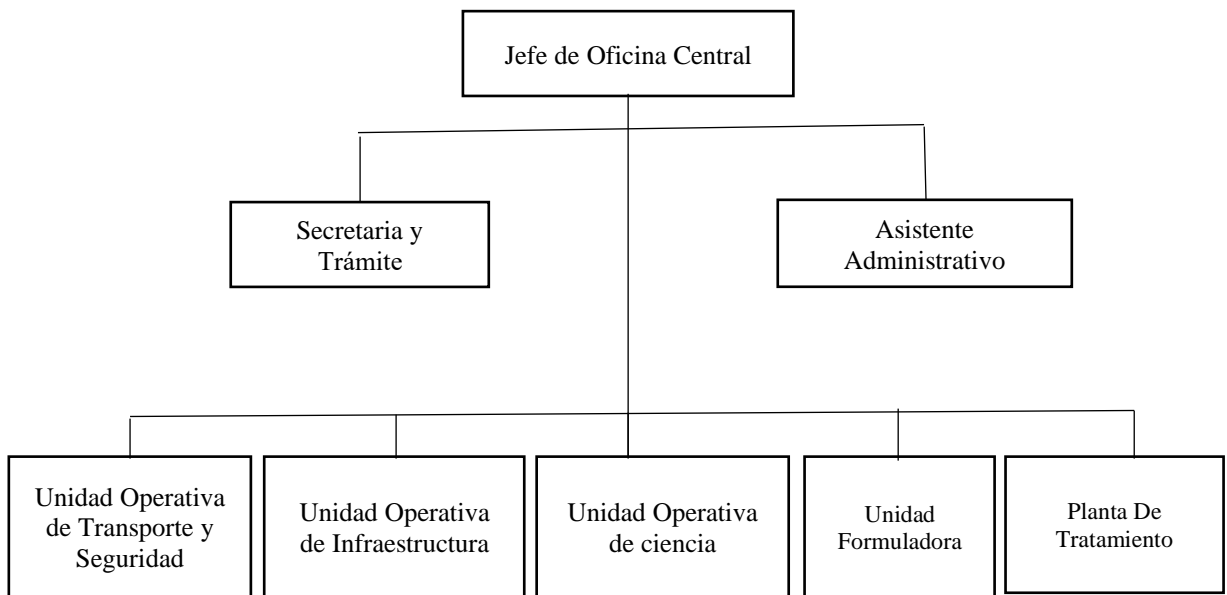 Jefe de Oficina Central
Secretaria y
Trámite
Asistente
Administrativo
Unidad Operativa
de Transporte y
Seguridad
Unidad Operativa
de Infraestructura
Unidad Operativa
de ciencia
Unidad
Formuladora
Planta De
Tratamiento